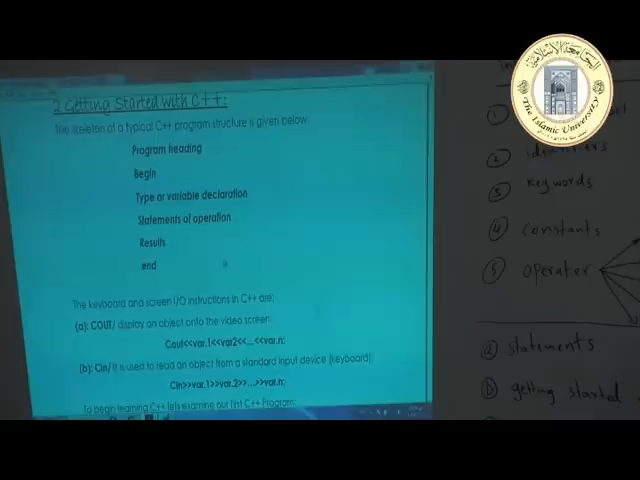 2 Getting Started with C++:
The skeleton of a typical C++ program structure is given below
Program heading
Begin
Type or variable declaration
Statements of operation
Results
end
The keyboard and screen I/O instructions in C++ are:
(a): COUT/ display an object onto the video screen:
Cout<<var.1<<var2<<...<<var.n;
(b): Cin/ It is used to read an object from a standard input device (keyboard):
Cin>>var.1>>var.2>>...>>var.n;
To begin learning C++ lets examine our first C++ Program:
الجامعة الإسلامية
The Islamic University
1
2
3 keywords
4 constants
5 operater
a statements
b getting started